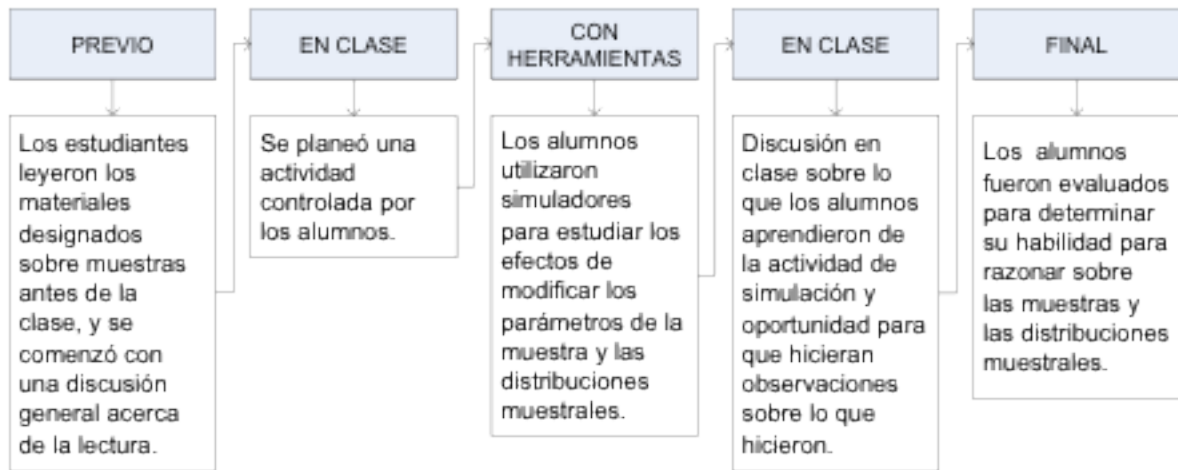 PREVIO
Los estudiantes
leyeron los
materiales
designados
sobre muestras
antes de la
clase, y se
comenzó con
una discusión
general acerca
de la lectura.
EN CLASE
Se planeó una
actividad
controlada por
los alumnos.
CON
HERRAMIENTAS
Los alumnos
utilizaron
simuladores
para estudiar los
efectos de
modificar los
parámetros de la
muestra y las
distribuciones
muestrales.
EN CLASE
Discusión en
clase sobre lo
que los alumnos
aprendieron de
la actividad de
simulación y
oportunidad para
que hicieran
observaciones
sobre lo que
hicieron.
FINAL
Los alumnos
fueron evaluados
para determinar
su habilidad para
razonar sobre
las muestras y
las distribuciones
muestrales.